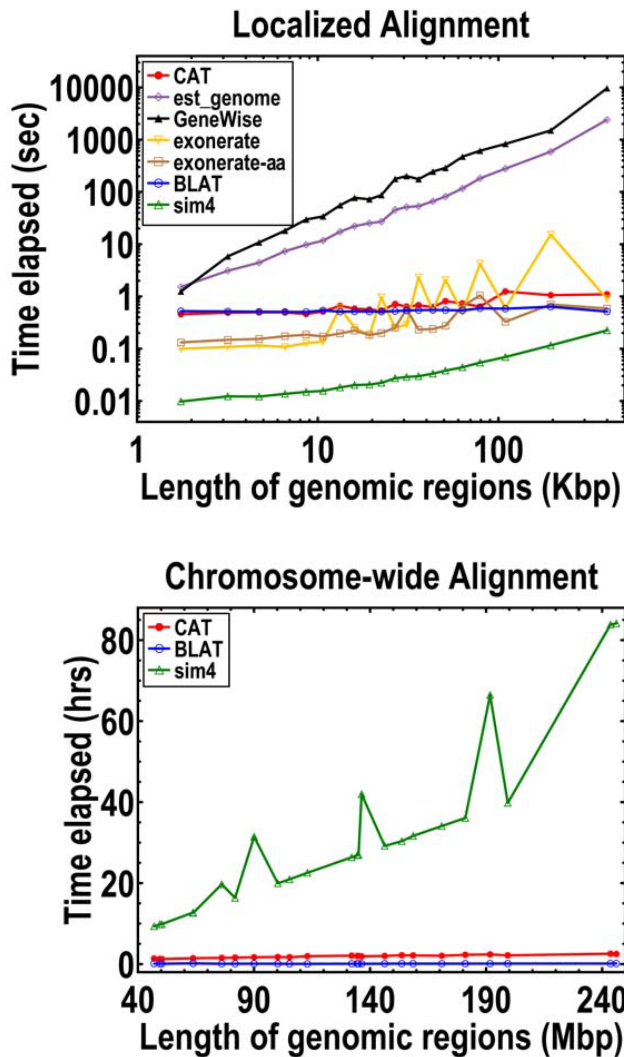 Localized Alignment
Time elapsed (sec)
10000
1000
100
10
1
0.1
0.01
CAT
est_genome
GeneWise
exonerate
exonerate-aa
BLAT
sim4
1 10 100
Length of genomic regions (Kbp)
Chromosome-wide Alignment
Time elapsed (hrs)
80
60
40
20
0
CAT
BLAT
sim4
40 90 140 190 240
Length of genomic regions (Mbp)